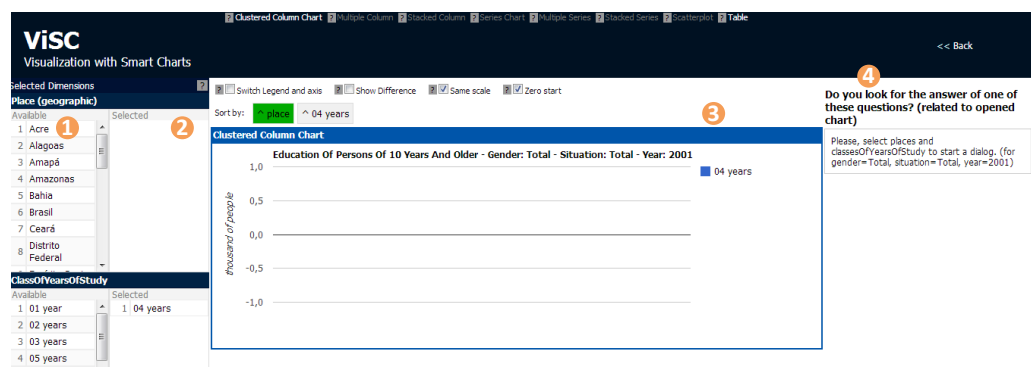 ? Clustered Column Chart ? Multiple Column ? Stacked Column ? Series Chart ? Multiple Series ? Stacked Series ? Scatterplot ? Table
ViSC
Visualization with Smart Charts
<< Back
Selected Dimensions ?
Place (geographic)
Available Selected
1 Acre
2 Alagoas
3 Amapá
4 Amazonas
5 Bahia
6 Brasil
7 Ceará
8 Distrito
Federal
1
2
ClassOfYearsOfStudy
Available Selected
1 01 year
2 02 years
3 03 years
4 05 years
1 04 years
? Switch Legend and axis ? Show Difference ? Same scale ? Zero start
Sort by: ^ place ^ 04 years
3
Clustered Column Chart
Education Of Persons Of 10 Years And Older - Gender: Total - Situation: Total - Year: 2001
thousand of people
1,0
0,5
0,0
-0,5
-1,0
04 years
4
Do you look for the answer of one of
these questions? (related to opened
chart)
Please, select places and
classesOfYearsOfStudy to start a dialog. (for
gender=Total, situation=Total, year=2001)